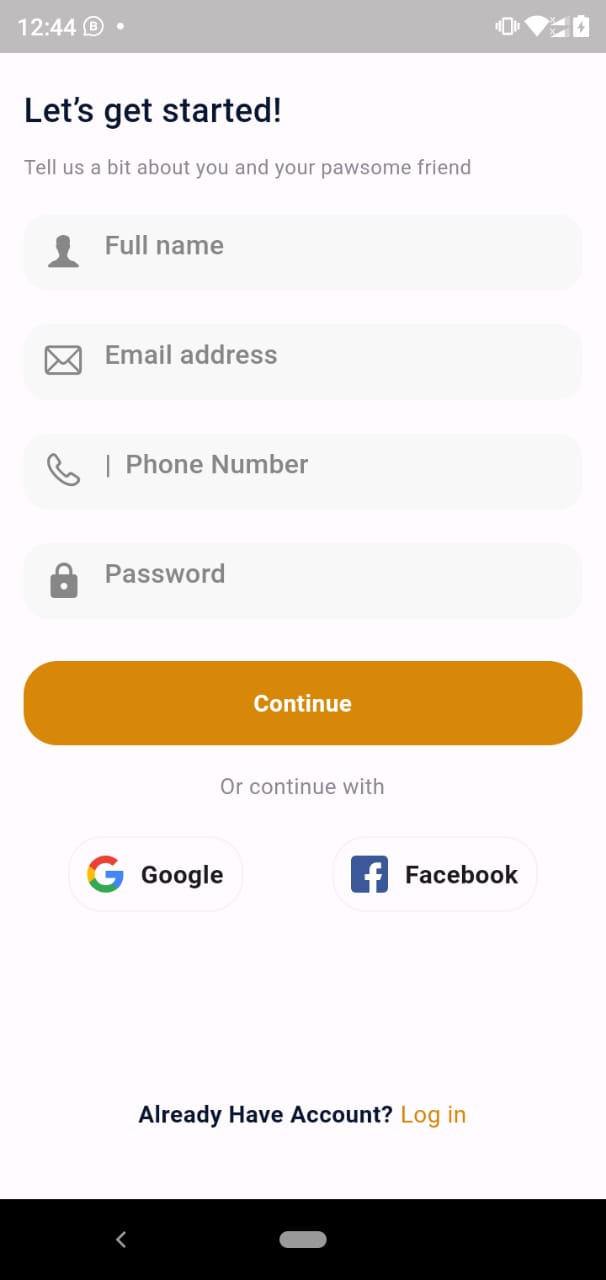 12:44
Let’s get started!
Tell us a bit about you and your pawsome friend
Full name
Email address
| Phone Number
Password
Continue
Or continue with
Google
Facebook
Already Have Account? Log in